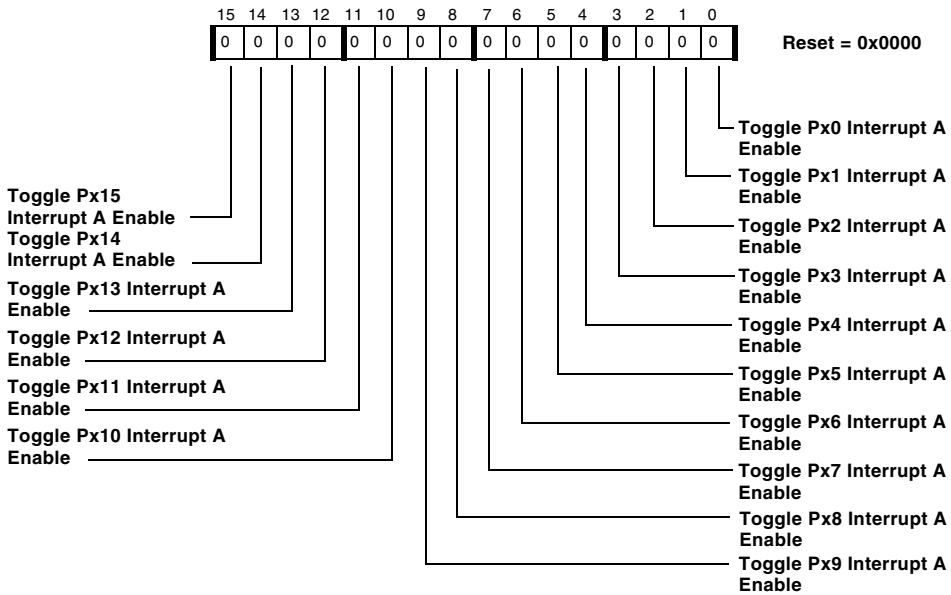 15 14 13 12 11 10 9 8 7 6 5 4 3 2 1 0
0 0 0 0 0 0 0 0 0 0 0 0 0 0 0 0
Reset = 0x0000
Toggle Px15
Interrupt A Enable
Toggle Px14
Interrupt A Enable
Toggle Px13 Interrupt A
Enable
Toggle Px12 Interrupt A
Enable
Toggle Px11 Interrupt A
Enable
Toggle Px10 Interrupt A
Enable
Toggle Px0 Interrupt A
Enable
Toggle Px1 Interrupt A
Enable
Toggle Px2 Interrupt A
Enable
Toggle Px3 Interrupt A
Enable
Toggle Px4 Interrupt A
Enable
Toggle Px5 Interrupt A
Enable
Toggle Px6 Interrupt A
Enable
Toggle Px7 Interrupt A
Enable
Toggle Px8 Interrupt A
Enable
Toggle Px9 Interrupt A
Enable